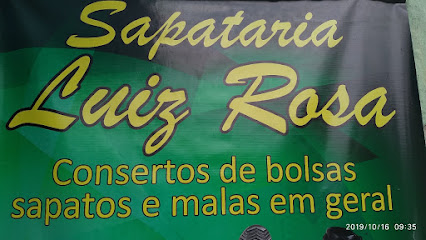 Sapataria
Luiz Rosa
Consertos de bolsas
sapatos e malas em geral
2019/10/16 09:35